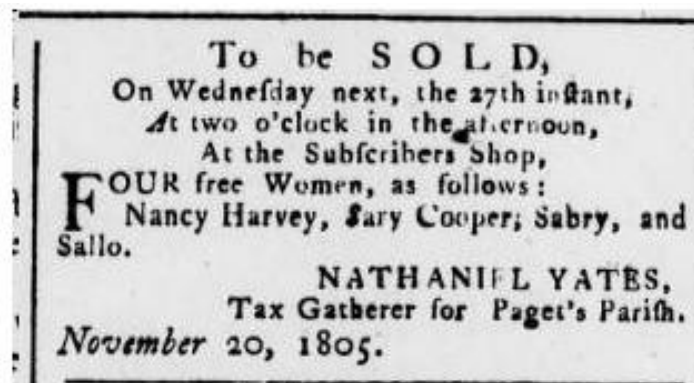 To be SOLD,
On Wedneſday next, the 27th inſtant,
At two o'clock in the afternoon,
At the Subſcribers Shop,
FOUR free Women, as follows:
Nancy Harvey, Sary Cooper; Sabry, and
Sallo.
NATHANIEL YATES,
Tax Gatherer for Paget's Pariſh.
November 20, 1805.